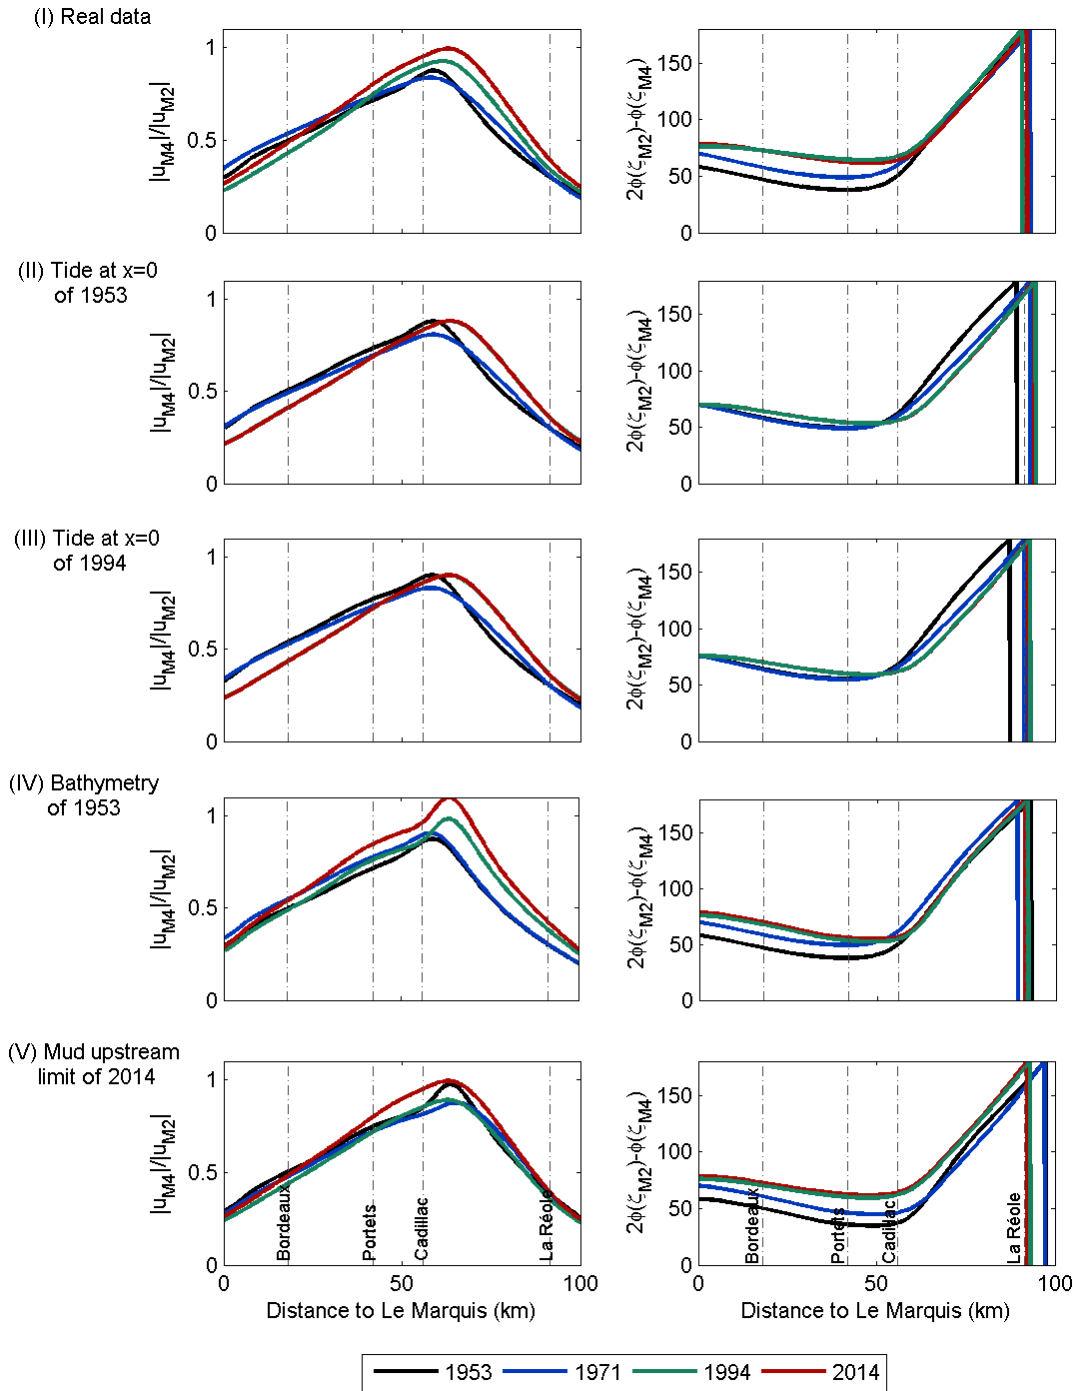 (I) Real data
1
0.5
0
|uM4|/|uM2|
150
100
50
0
2ϕ(ζM2)-ϕ(ζM4)
(II) Tide at x=0
of 1953
1
0.5
0
|uM4|/|uM2|
150
100
50
0
2ϕ(ζM2)-ϕ(ζM4)
(III) Tide at x=0
of 1994
1
0.5
0
|uM4|/|uM2|
150
100
50
0
2ϕ(ζM2)-ϕ(ζM4)
(IV) Bathymetry
of 1953
1
0.5
0
|uM4|/|uM2|
150
100
50
0
2ϕ(ζM2)-ϕ(ζM4)
(V) Mud upstream
limit of 2014
1
0.5
0
|uM4|/|uM2|
Bordeaux
Portets
Cadillac
La Réole
0 50 100
Distance to Le Marquis (km)
150
100
50
0
2ϕ(ζM2)-ϕ(ζM4)
Bordeaux
Portets
Cadillac
La Réole
0 50 100
Distance to Le Marquis (km)
1953 1971 1994 2014